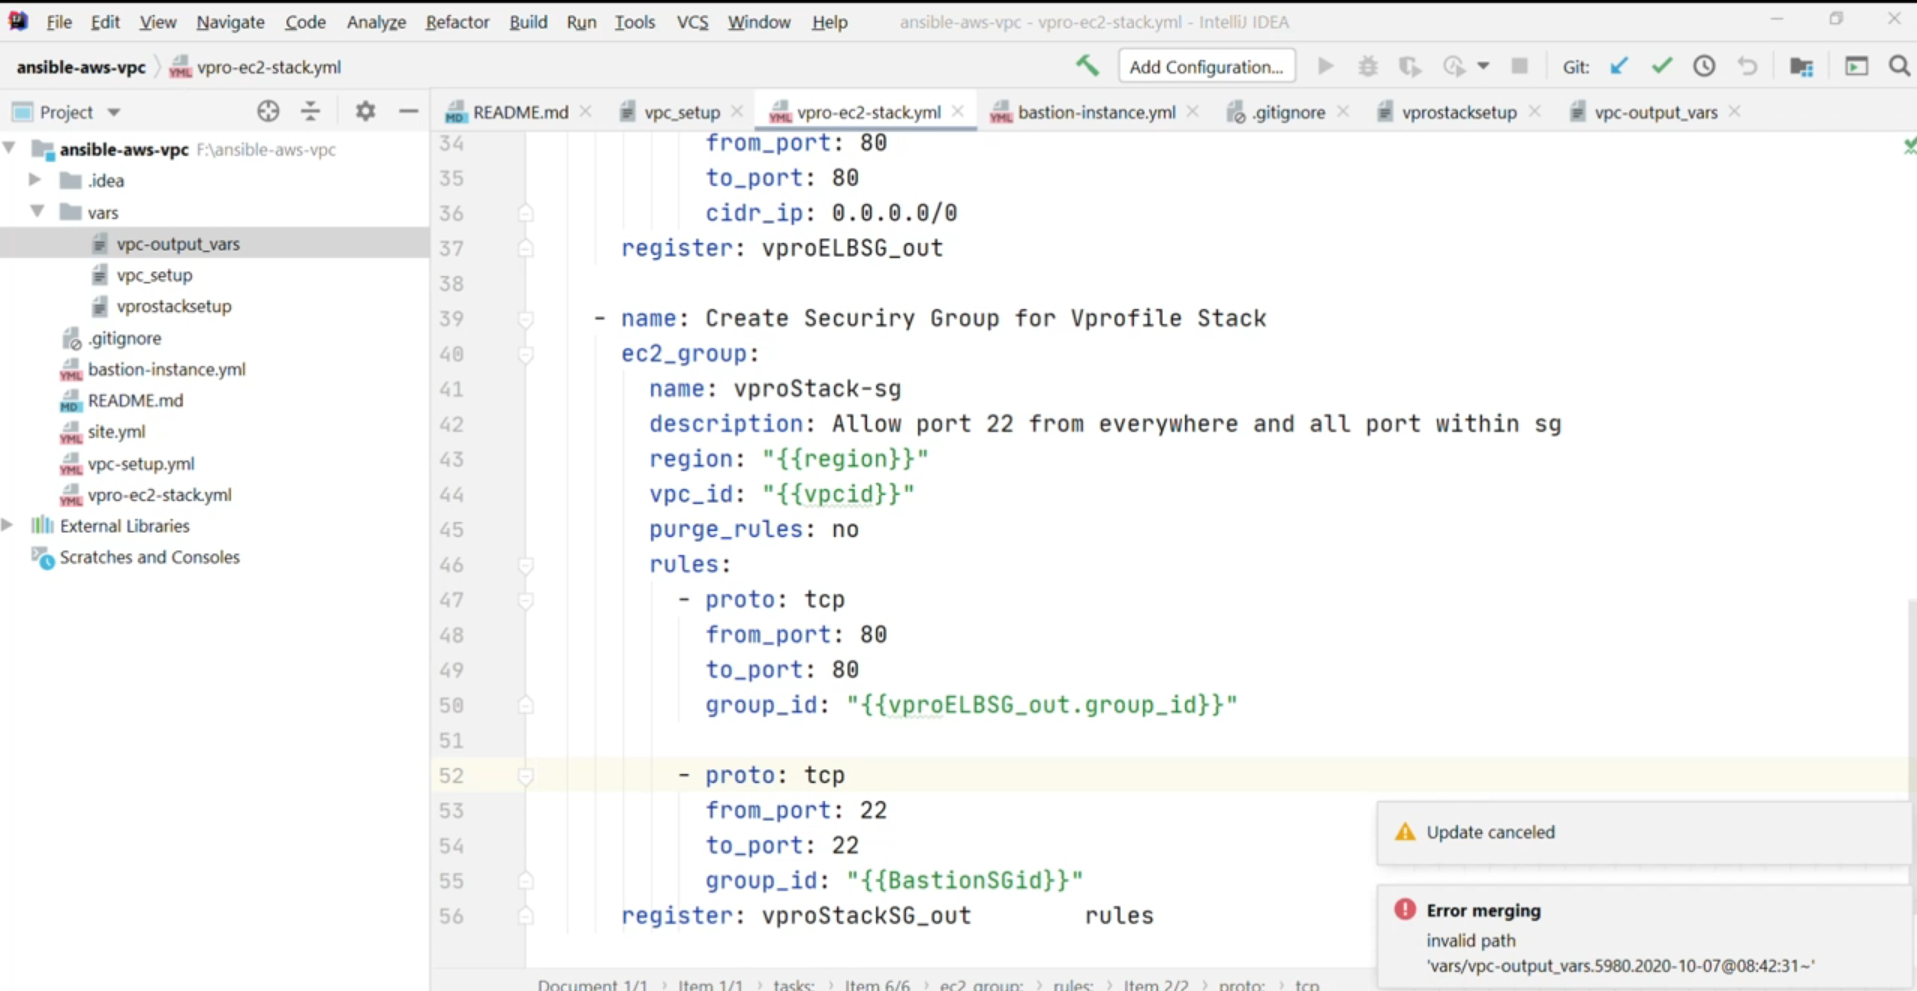 File Edit View Navigate Code Analyze Refactor Build Run Tools VCS Window Help ansible-aws-vpc - vpro-ec2-stack.yml - IntelliJ IDEA
ansible-aws-vpc vpro-ec2-stack.yml Add Configuration... Git:
Project README.md vpc_setup vpro-ec2-stack.yml bastion-instance.yml .gitignore vprostacksetup vpc-output_vars
ansible-aws-vpc F:\ansible-aws-vpc
.idea
vars
vpc-output_vars
vpc_setup
vprostacksetup
.gitignore
bastion-instance.yml
README.md
site.yml
vpc-setup.yml
vpro-ec2-stack.yml
External Libraries
Scratches and Consoles
34 from_port: 80
35 to_port: 80
36 cidr_ip: 0.0.0.0/0
37 register: vproELBSG_out
38
39 - name: Create Securiry Group for Vprofile Stack
40 ec2_group:
41 name: vproStack-sg
42 description: Allow port 22 from everywhere and all port within sg
43 region: "{{region}}"
44 vpc_id: "{{vpcid}}"
45 purge_rules: no
46 rules:
47 - proto: tcp
48 from_port: 80
49 to_port: 80
50 group_id: "{{vproELBSG_out.group_id}}"
51
52 - proto: tcp
53 from_port: 22
54 to_port: 22
55 group_id: "{{BastionSGid}}"
56 register: vproStackSG_out rules
Update canceled
Error merging
invalid path
'vars/vpc-output_vars.5980.2020-10-07@08:42:31~'
Document 1/1 › Item 1/1 › tasks: › Item 6/6 › ec2_group: › rules: › Item 2/2 › proto: › tcp